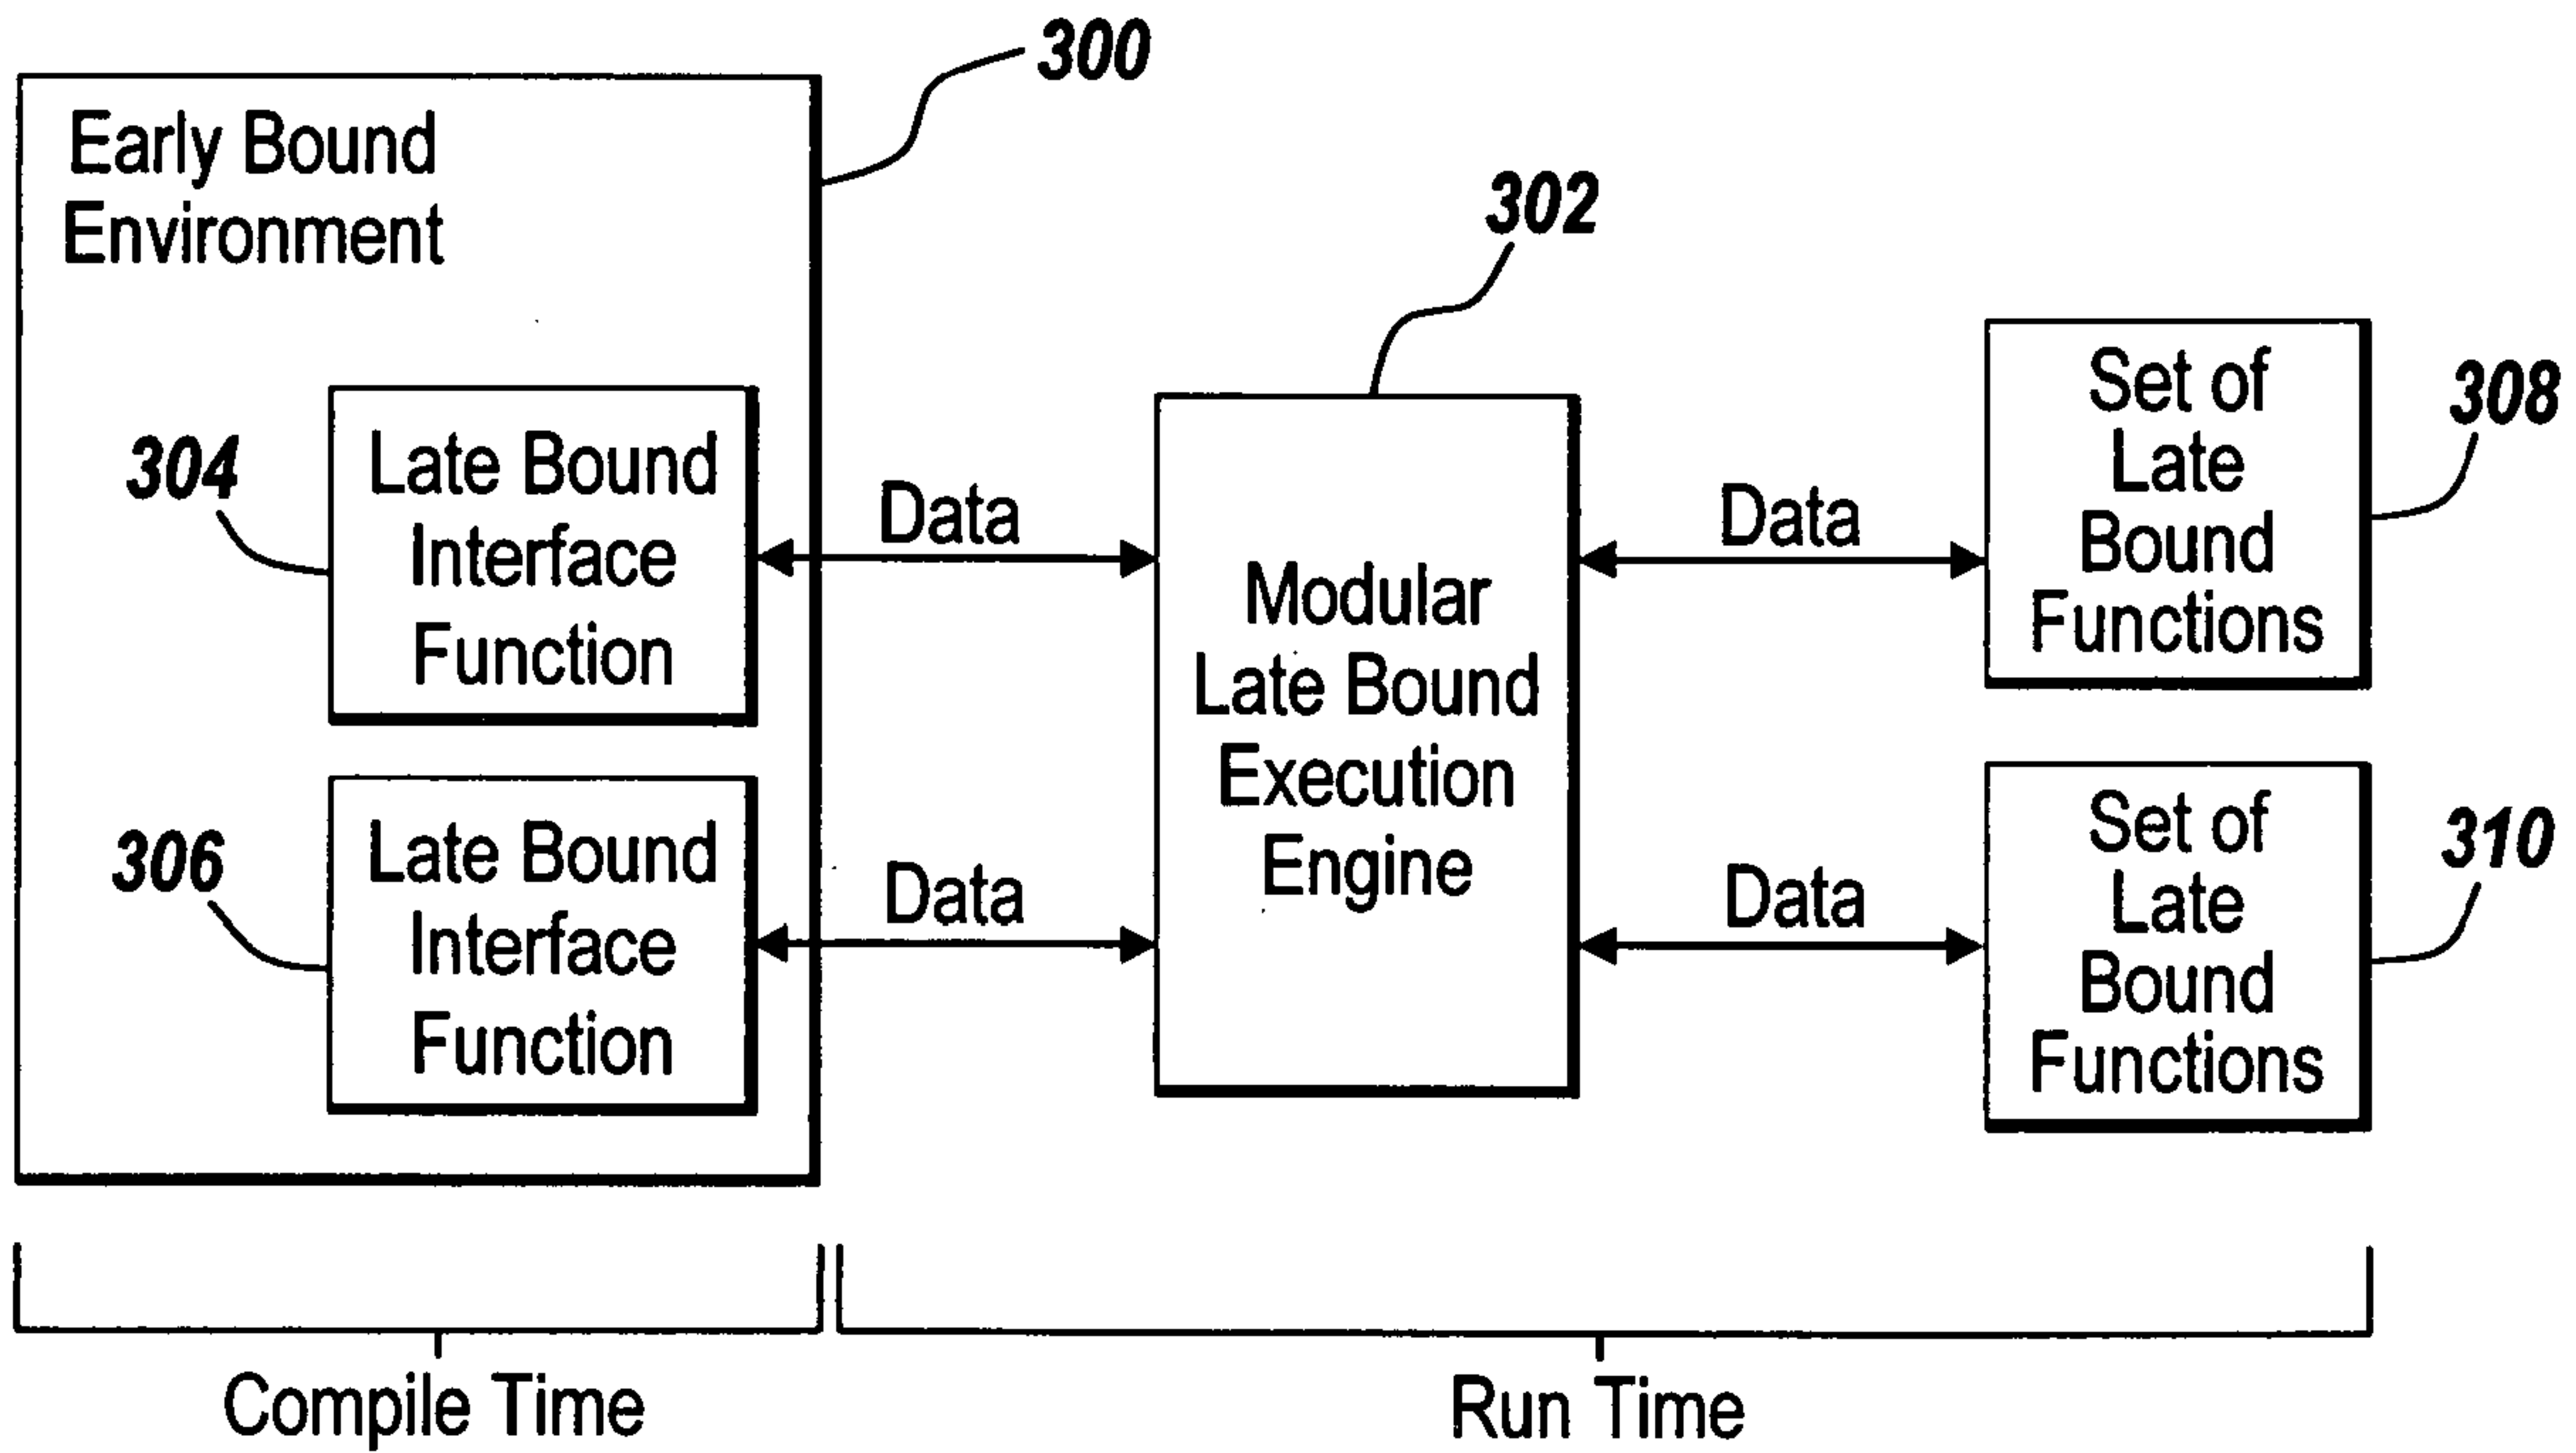 300
Early Bound
Environment
302
304
Late Bound
Interface
Function
Data
Modular
Late Bound
Execution
Engine
Data
Set of
Late
Bound
Functions
308
306
Late Bound
Interface
Function
Data
Data
Set of
Late
Bound
Functions
310
Compile Time
Run Time